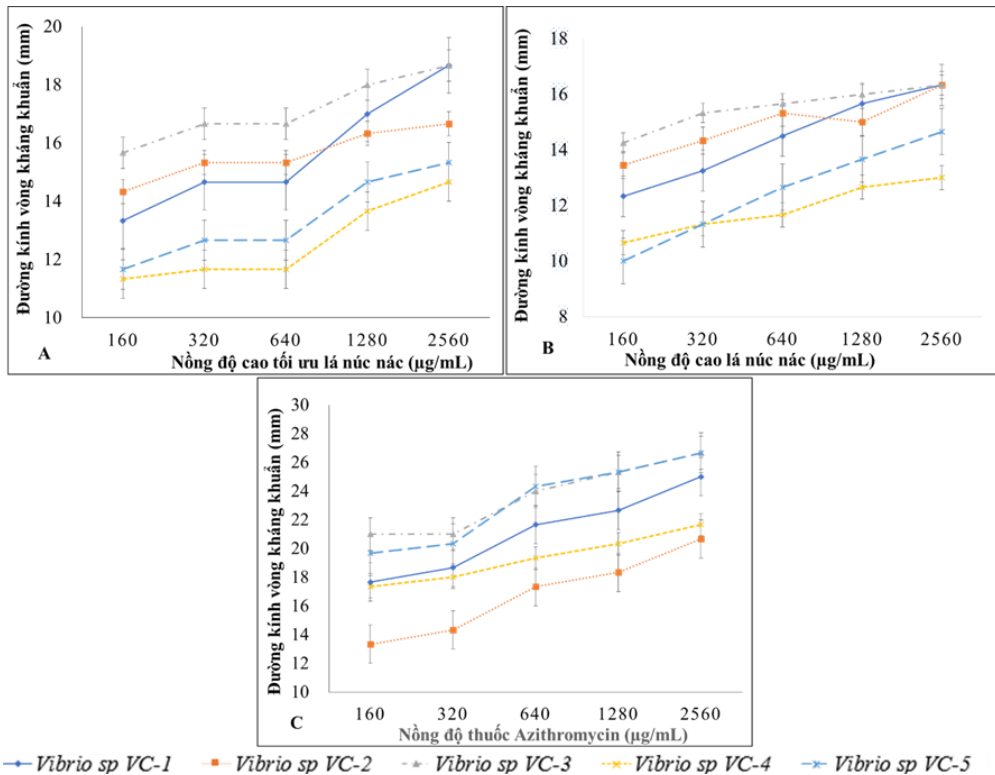 Đường kính vòng kháng khuẩn (mm)
20
18
16
14
12
10
160 320 640 1280 2560
A
Nồng độ cao tối ưu lá núc nác (µg/mL)
Đường kính vòng kháng khuẩn (mm)
18
16
14
12
10
8
160 320 640 1280 2560
B
Nồng độ cao lá núc nác (µg/mL)
Đường kính vòng kháng khuẩn (mm)
30
28
26
24
22
20
18
16
14
12
10
160 320 640 1280 2560
C
Nồng độ thuốc Azithromycin (µg/mL)
Vibrio sp VC-1 Vibrio sp VC-2 Vibrio sp VC-3 Vibrio sp VC-4 Vibrio sp VC-5